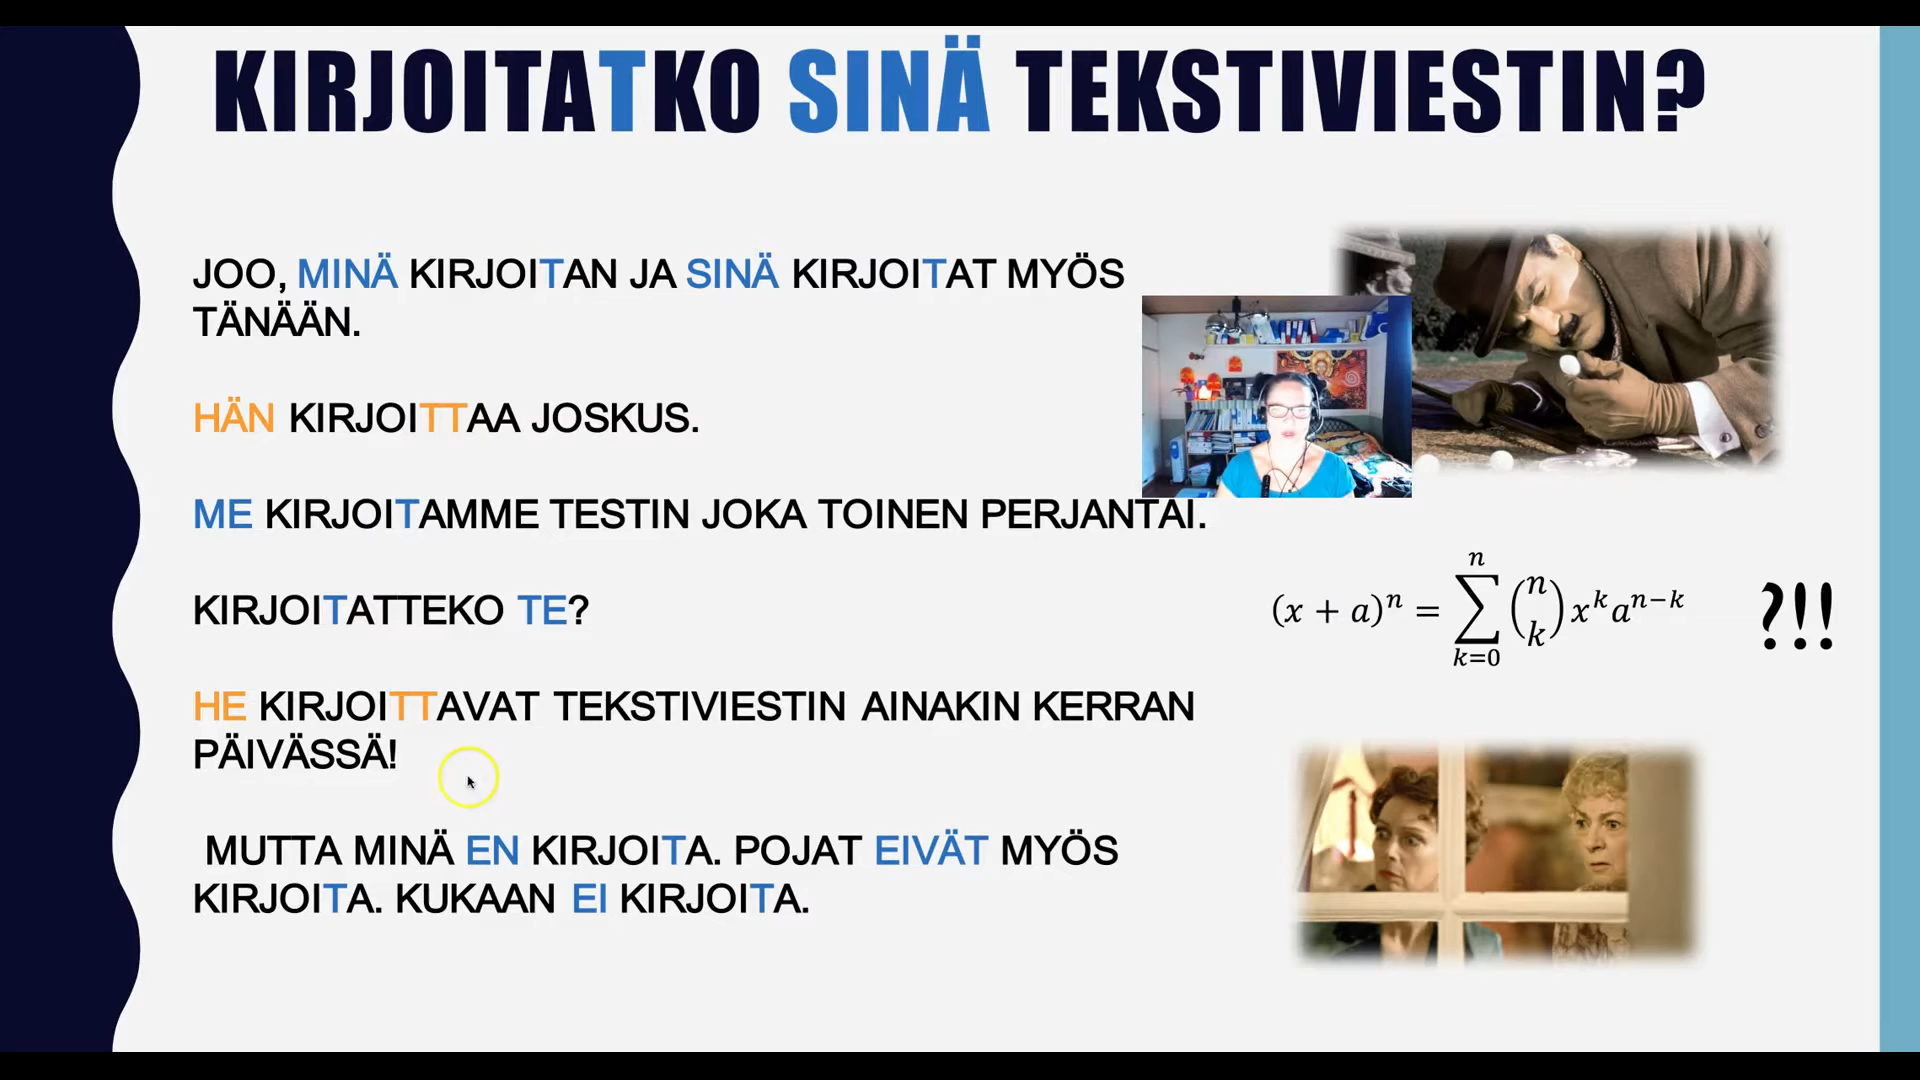 KIRJOITATKO SINÄ TEKSTIVIESTIN?
JOO, MINÄ KIRJOITAN JA SINÄ KIRJOITAT MYÖS
TÄNÄÄN.
HÄN KIRJOITTAA JOSKUS.
ME KIRJOITAMME TESTIN JOKA TOINEN PERJANTAI.
KIRJOITATTEKO TE?
HE KIRJOITTAVAT TEKSTIVIESTIN AINAKIN KERRAN
PÄIVÄSSÄ!
MUTTA MINÄ EN KIRJOITA. POJAT EIVÄT MYÖS
KIRJOITA. KUKAAN EI KIRJOITA.
(x + a)^n = ∑_{k=0}^{n} (n k) x^k a^{n−k} ?!!